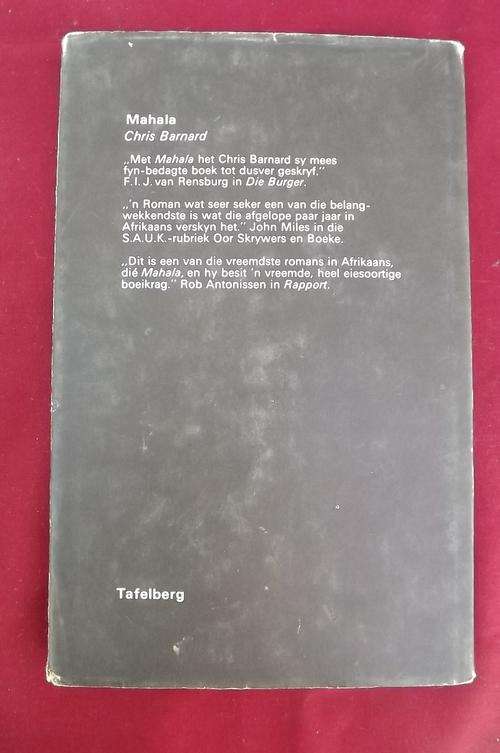 Mahala
Chris Barnard
„Met Mahala het Chris Barnard sy mees
fyn-bedagte boek tot dusver geskryf.”
F.I.J. van Rensburg in Die Burger.
„’n Roman wat seer seker een van die belang-
wekkendste is wat die afgelope paar jaar in
Afrikaans verskyn het.” John Miles in die
S.A.U.K.-rubriek Oor Skrywers en Boeke.
„Dit is een van die vreemdste romans in Afrikaans,
dié Mahala, en hy besit ’n vreemde, heel eiesoortige
boeikrag.” Rob Antonissen in Rapport.
Tafelberg